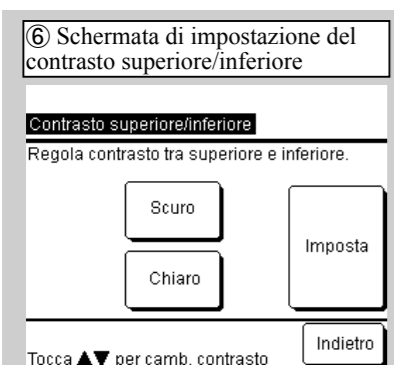 ⑥ Schermata di impostazione del
contrasto superiore/inferiore
Contrasto superiore/inferiore
Regola contrasto tra superiore e inferiore.
Scuro
Imposta
Chiaro
Indietro
Tocca ▲▼ per camb. contrasto